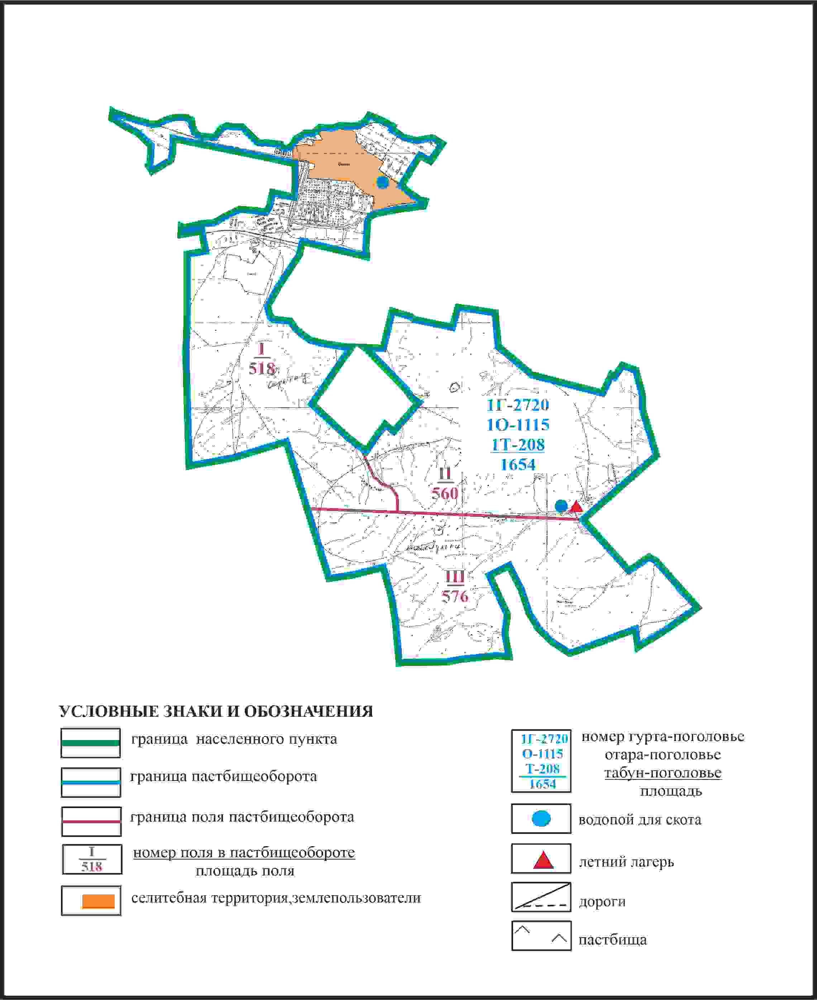 I
518
1Г-2720
1О-1115
1Т-208
1654
II
560
III
576
УСЛОВНЫЕ ЗНАКИ И ОБОЗНАЧЕНИЯ
граница населенного пункта
граница пастбищеоборота
граница поля пастбищеоборота
I
518
номер поля в пастбищеобороте
площадь поля
селитебная территория,землепользователи
1Г-2720
О-1115
Т-208
1654
номер гурта-поголовье
отара-поголовье
табун-поголовье
площадь
водопой для скота
летний лагерь
дороги
пастбища